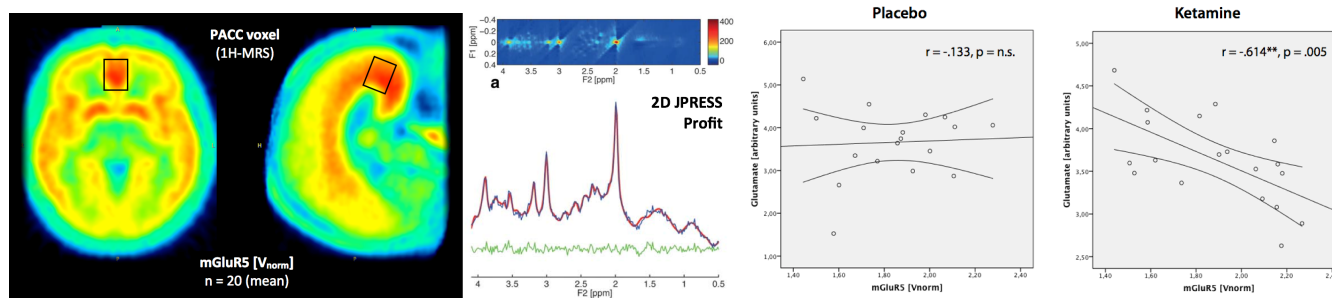 PACC voxel
(1H-MRS)
mGluR5 [Vnorm]
n = 20 (mean)
F1 [ppm]
-0.4
-0.2
0
0.2
0.4
4
3.5
3
2.5
2
1.5
1
0.5
F2 [ppm]
400
200
0
a
2D JPRESS
Profit
4 3.5 3 2.5 2 1.5 1 0.5
F2 [ppm]
Placebo
r = -.133, p = n.s.
Glutamate [arbitrary units]
6,00
5,00
4,00
3,00
2,00
1,00
1,40 1,60 1,80 2,00 2,20 2,40
mGluR5 [Vnorm]
Ketamine
r = -.614**, p = .005
Glutamate [arbitrary units]
5,00
4,50
4,00
3,50
3,00
2,50
1,40 1,60 1,80 2,00 2,20 2,40
mGluR5 [Vnorm]